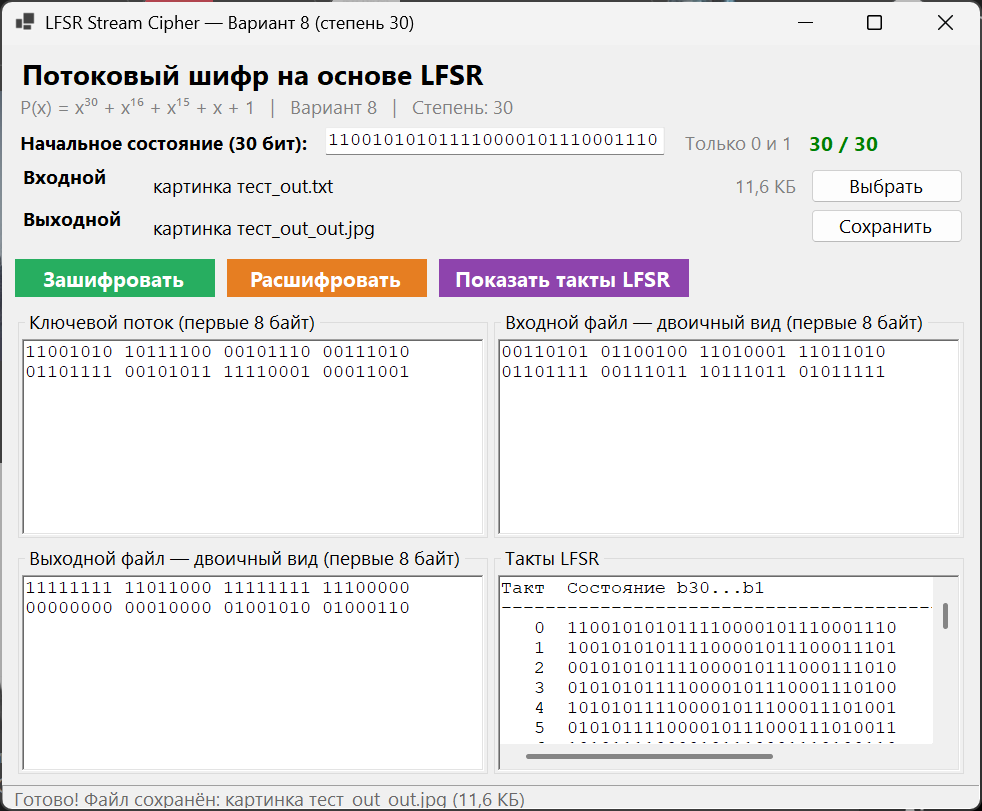 LFSR Stream Cipher — Вариант 8 (степень 30)
Потоковый шифр на основе LFSR
P(x) = x³⁰ + x¹⁶ + x¹⁵ + x + 1 | Вариант 8 | Степень: 30
Начальное состояние (30 бит): 110010101011110000101110001110 Только 0 и 1 30 / 30
Входной картинка тест_out.txt 11,6 КБ Выбрать
Выходной картинка тест_out_out.jpg Сохранить
Зашифровать Расшифровать Показать такты LFSR
Ключевой поток (первые 8 байт)
11001010 10111100 00101110 00111010
01101111 00101011 11110001 00011001
Входной файл — двоичный вид (первые 8 байт)
00110101 01100100 11010001 11011010
01101111 00111011 10111011 01011111
Выходной файл — двоичный вид (первые 8 байт)
11111111 11011000 11111111 11100000
00000000 00010000 01001010 01000110
Такты LFSR
Такт Состояние b30...b1
----------------------------------------
0 110010101011110000101110001110
1 100101010111100001011100011101
2 001010101111000010111000111010
3 010101011110000101110001110100
4 101010111100001011100011101001
5 010101111000010111000111010011
Готово! Файл сохранён: картинка тест_out_out.jpg (11,6 КБ)